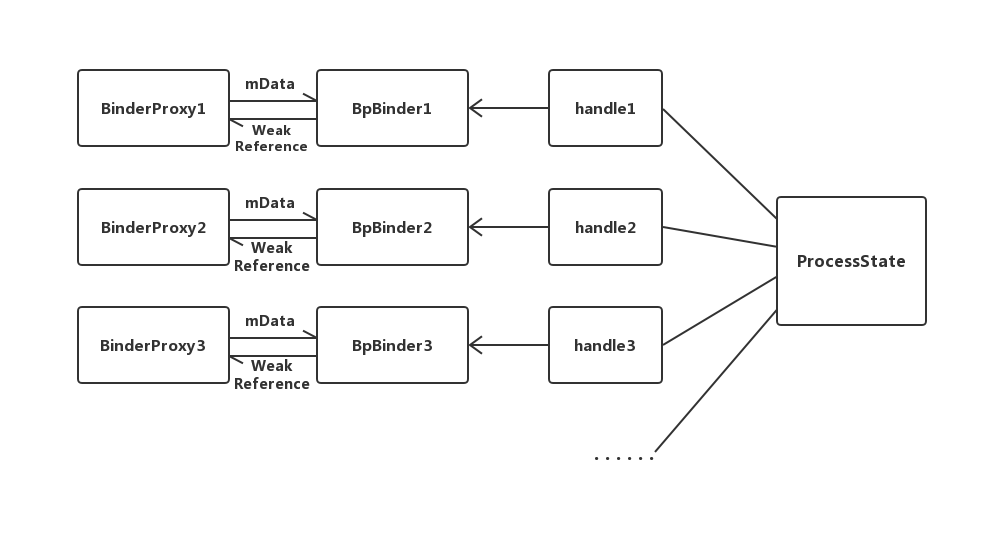 mData
BinderProxy1
BpBinder1
handle1
Weak
Reference
mData
BinderProxy2
BpBinder2
handle2
Weak
Reference
ProcessState
mData
BinderProxy3
BpBinder3
handle3
Weak
Reference
......